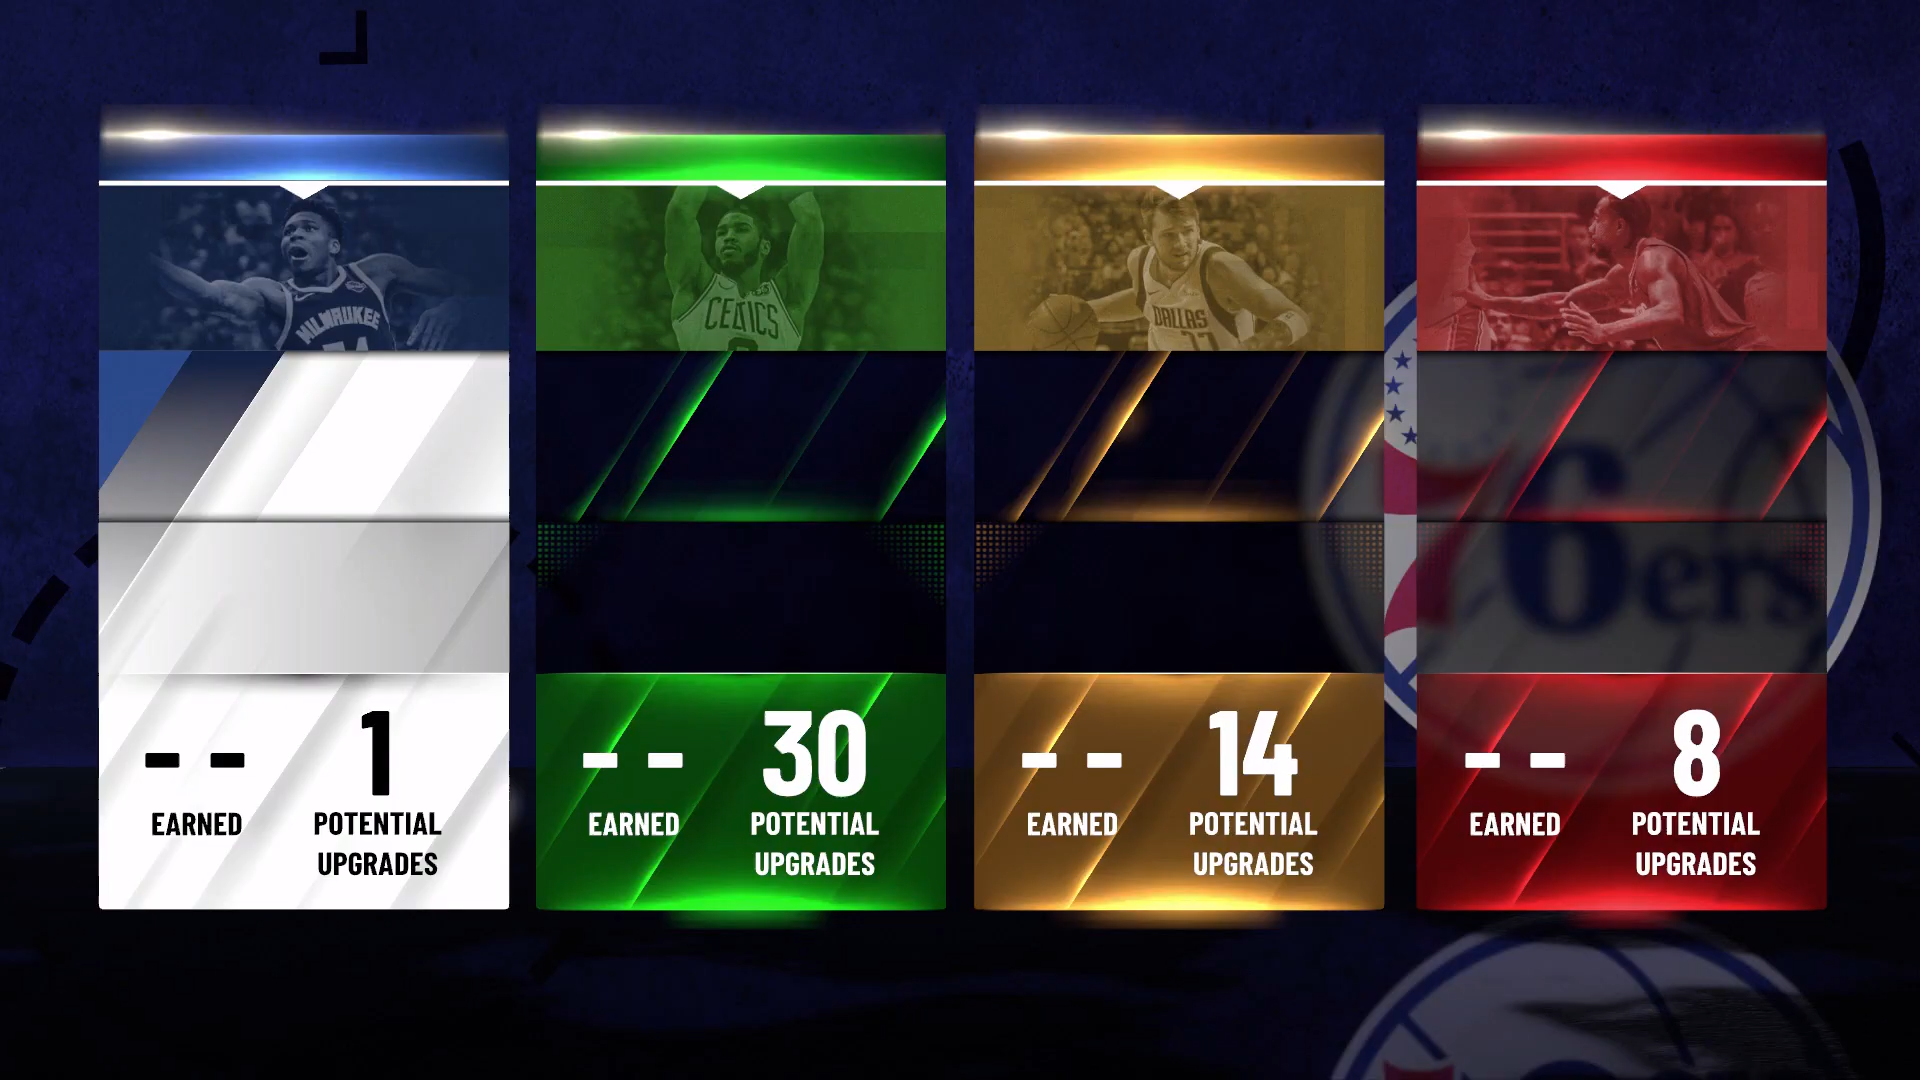 MILWAUKEE
CELTICS
DALLAS
77
76ers
-- 1
EARNED POTENTIAL
UPGRADES
-- 30
EARNED POTENTIAL
UPGRADES
-- 14
EARNED POTENTIAL
UPGRADES
-- 8
EARNED POTENTIAL
UPGRADES